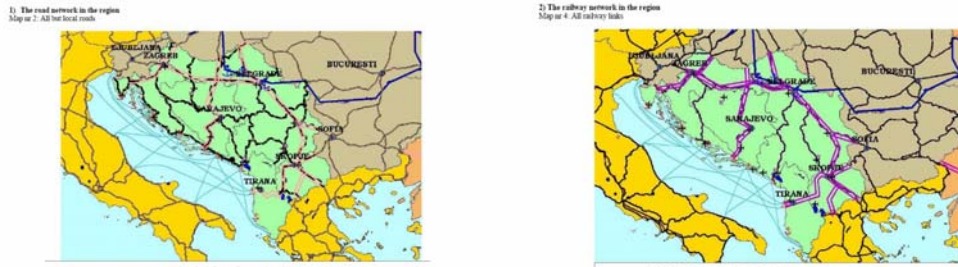 1) The road network in the region
Map nr 2: All but local roads
LJUBLJANA
ZAGREB
BELGRADE
BUCURESTI
SARAJEVO
SOFIA
SKOPJE
TIRANA
2) The railway network in the region
Map nr 4: All railway links
LJUBLJANA
ZAGREB
BELGRADE
BUCURESTI
SARAJEVO
SOFIA
SKOPJE
TIRANA